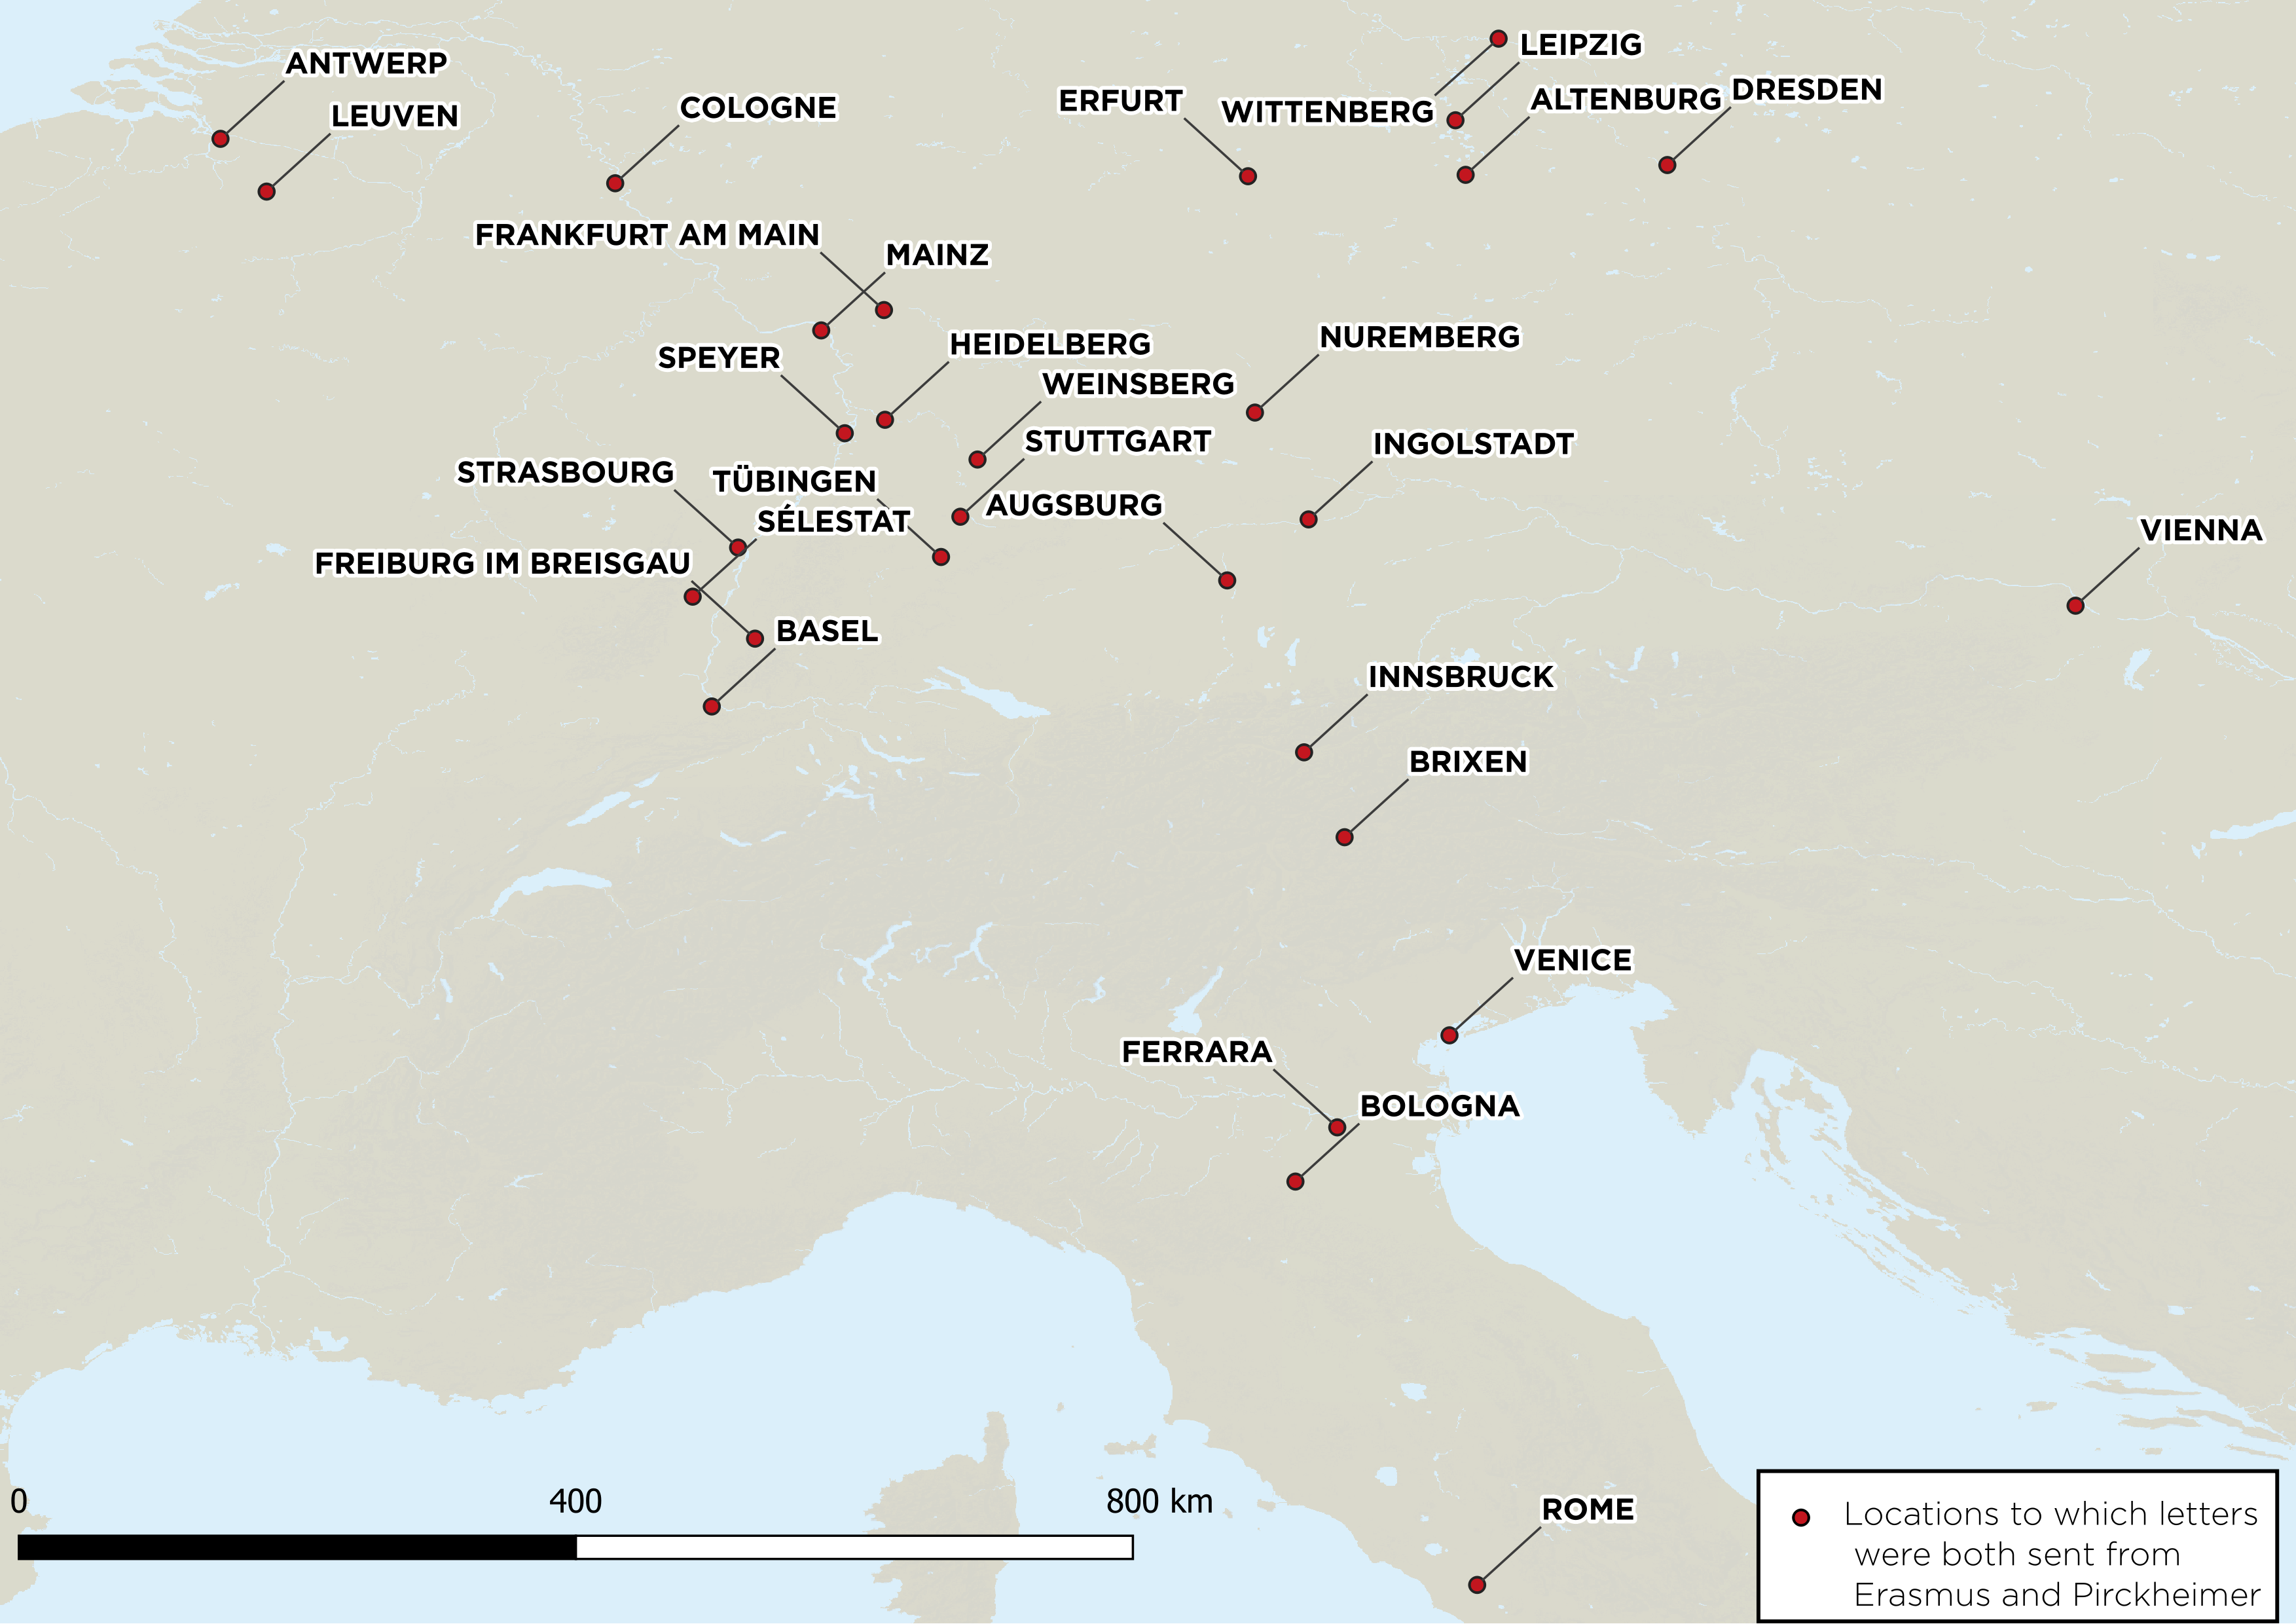 LEIPZIG
ANTWERP
DRESDEN
ALTENBURG
ERFURT
COLOGNE
WITTENBERG
LEUVEN
FRANKFURT AM MAIN
MAINZ
NUREMBERG
HEIDELBERG
SPEYER
WEINSBERG
STUTTGART
INGOLSTADT
STRASBOURG
TÜBINGEN
AUGSBURG
SÉLESTAT
VIENNA
FREIBURG IM BREISGAU
BASEL
INNSBRUCK
BRIXEN
VENICE
FERRARA
BOLOGNA
0 400 800 km
ROME
Locations to which letters
were both sent from
Erasmus and Pirckheimer